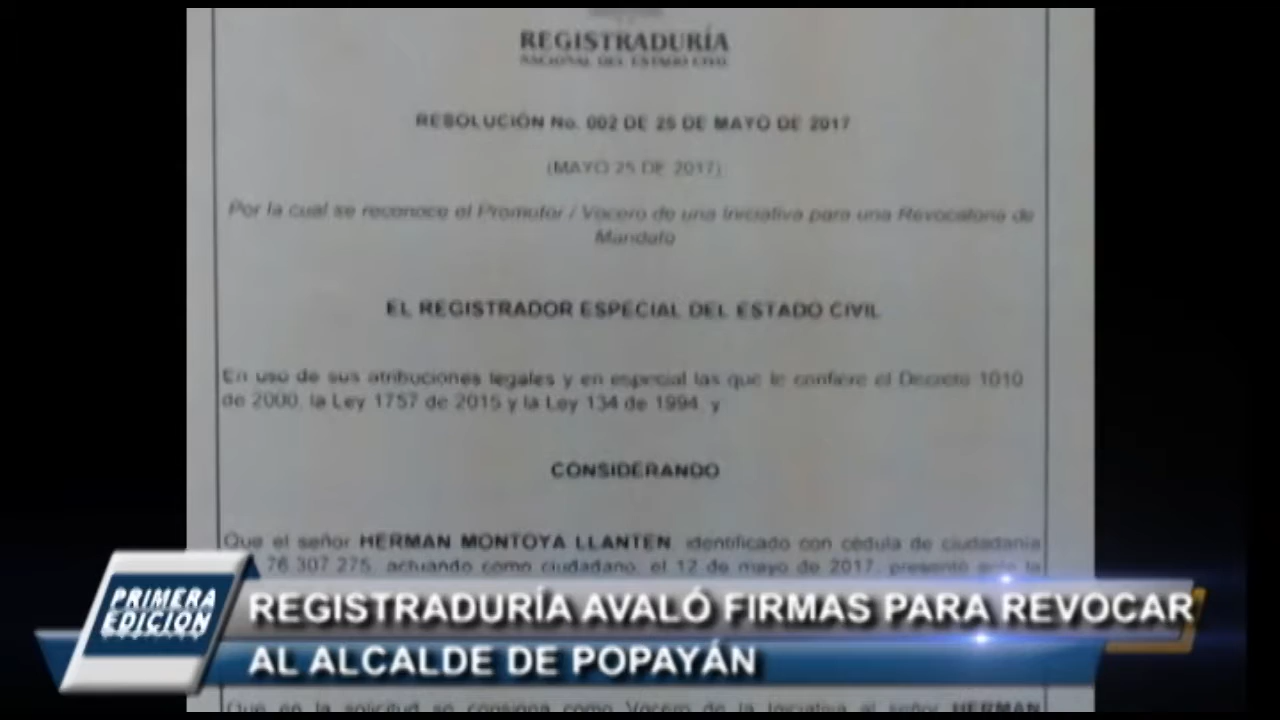 REGISTRADURÍA
NACIONAL DEL ESTADO CIVIL
RESOLUCIÓN No. 002 DE 25 DE MAYO DE 2017
(MAYO 25 DE 2017)
Por la cual se reconoce el Promotor / Vocero de una Iniciativa para una Revocatoria de
Mandato
EL REGISTRADOR ESPECIAL DEL ESTADO CIVIL
En uso de sus atribuciones legales y en especial las que le confiere el Decreto 1010
de 2000, la Ley 1757 de 2015 y la Ley 134 de 1994, y
CONSIDERANDO
Que el señor HERMAN MONTOYA LLANTEN, identificado con cédula de ciudadanía
76.307.275, actuando como ciudadano, el 12 de mayo de 2017, presentó ante la
PRIMERA
EDICION
REGISTRADURÍA AVALÓ FIRMAS PARA REVOCAR
AL ALCALDE DE POPAYÁN
Que en la solicitud se consigna como Vocero de la Iniciativa al señor HERMAN